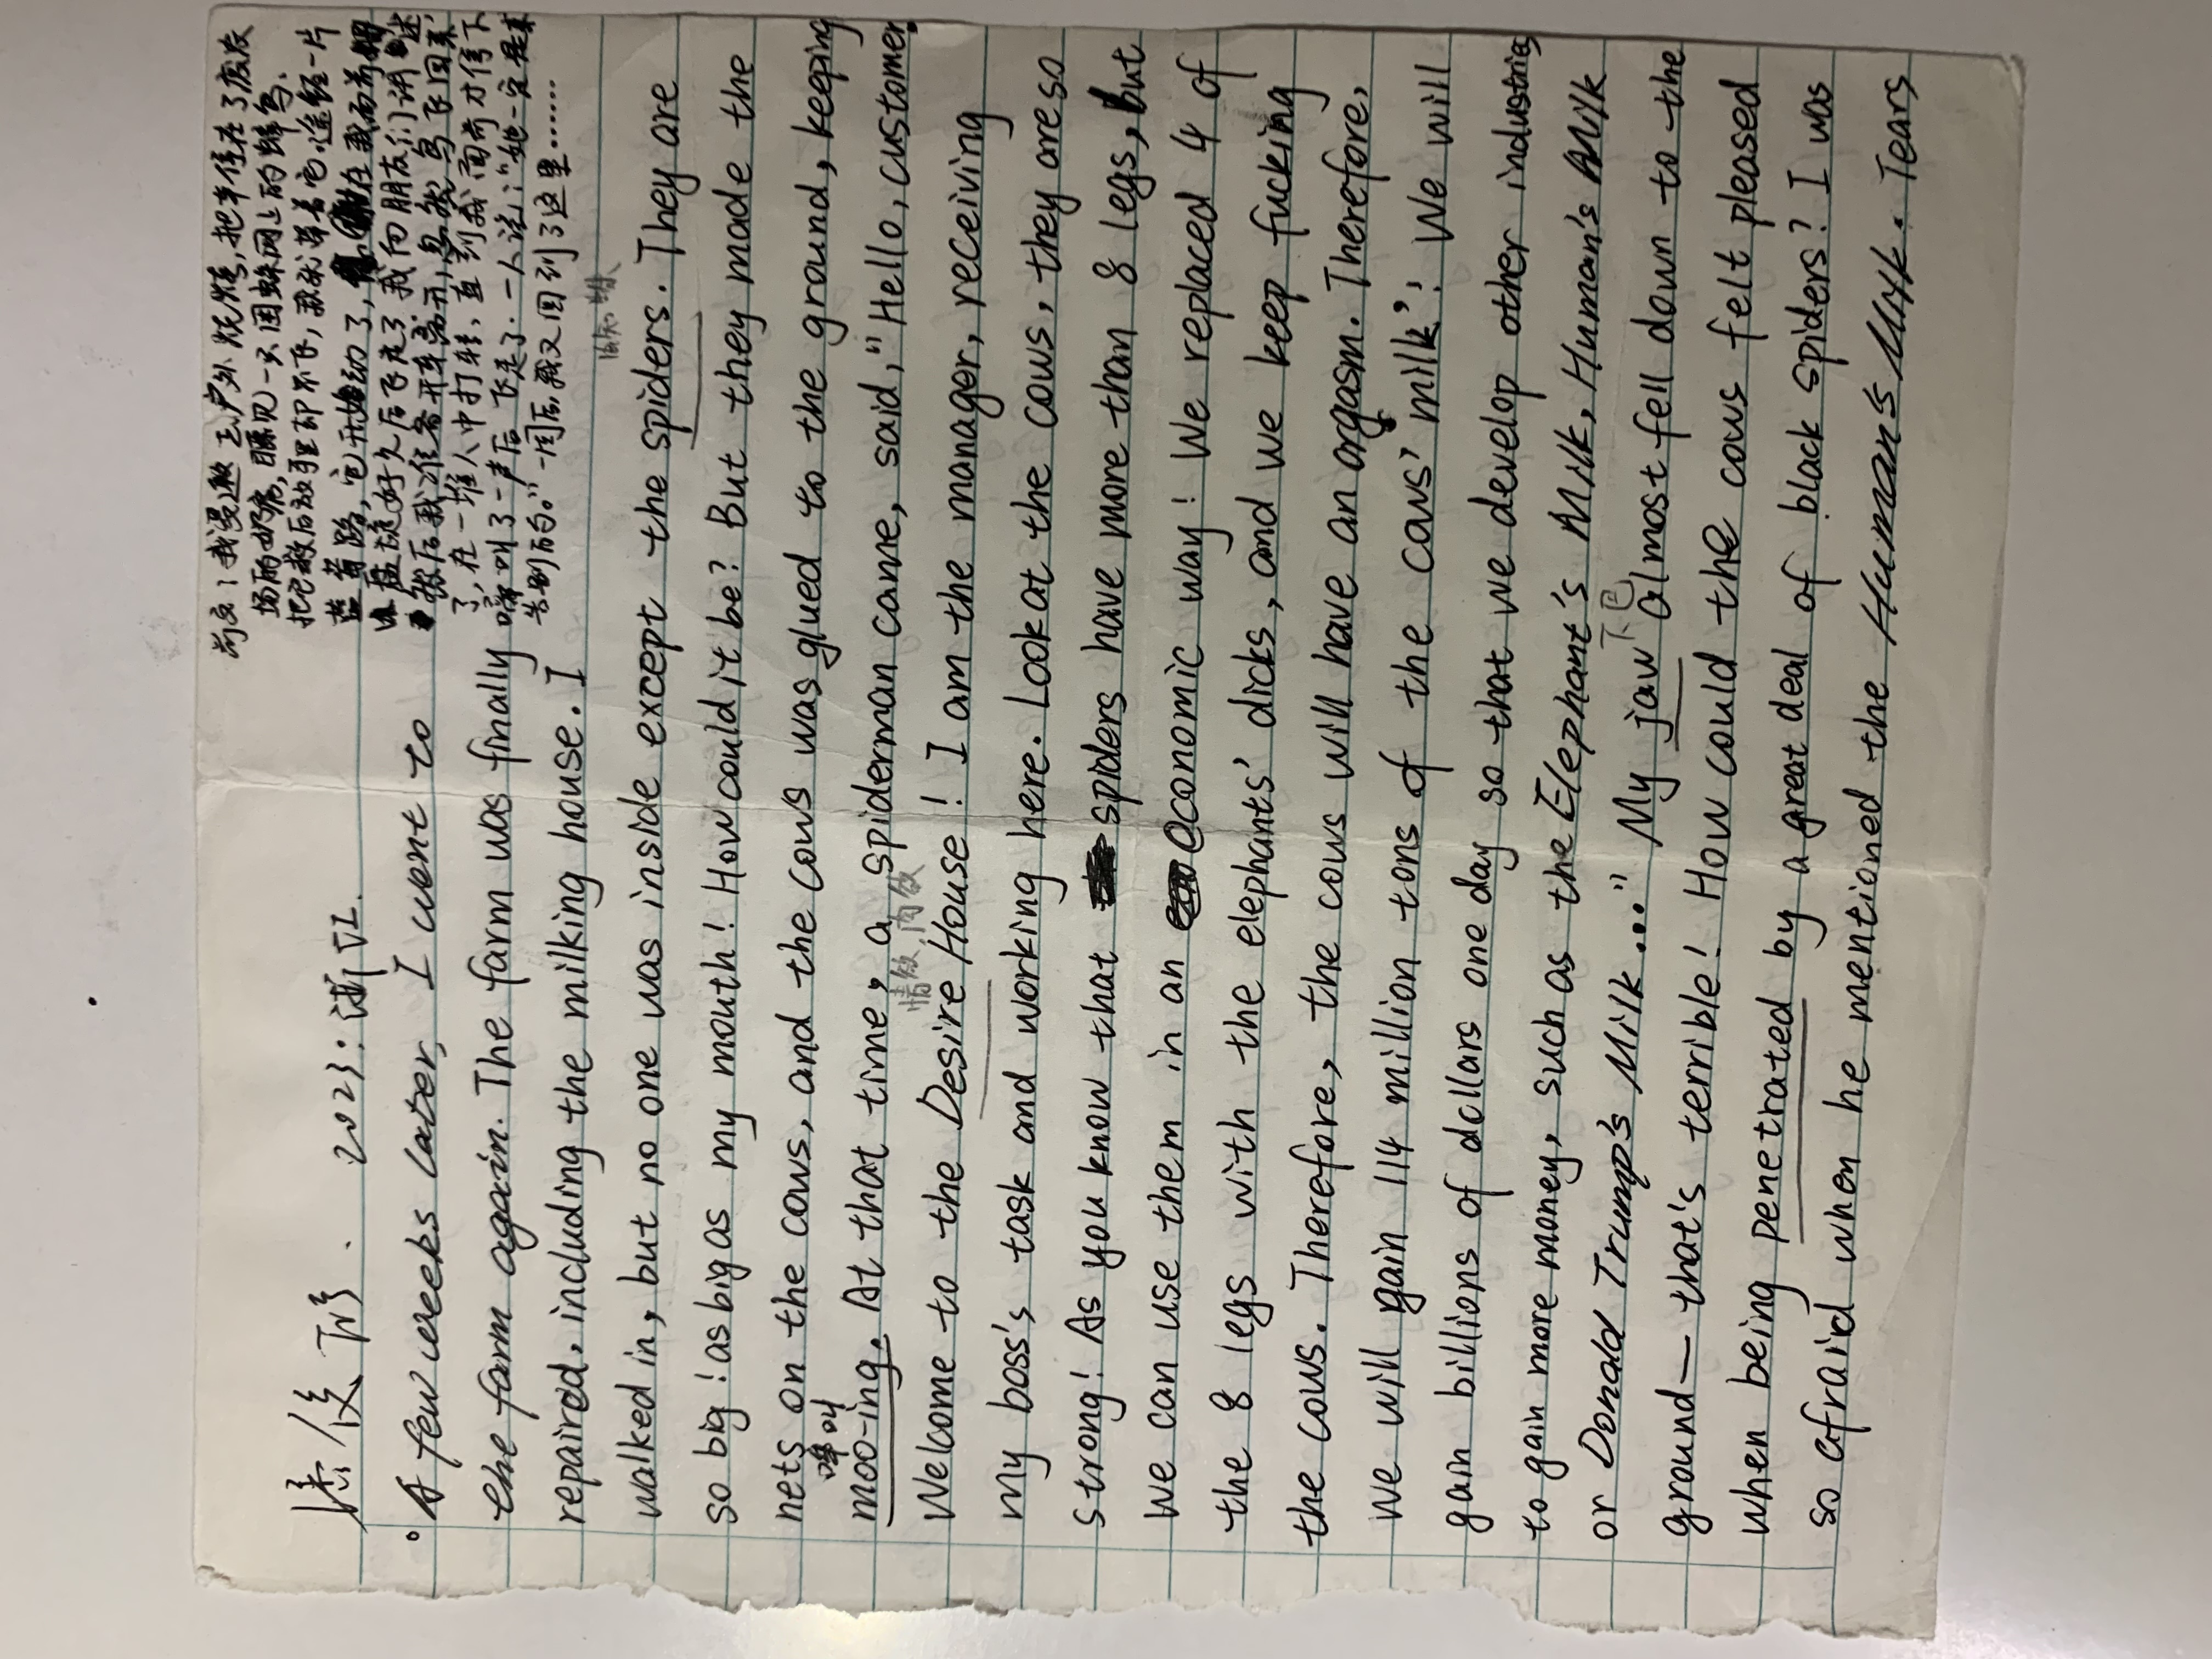 前文：我受邀去户外烧烤，把车停在了废农
场的奶房，瞧见一只困蛛网上的蜂鸟.
把它救后放手里却不飞，我就带着它。途经一片
蓝莓路，它开始动了，在我面前
盘旋好久后飞走了 我向朋友们讲述
然后我准备开车离开，忽然鸟飞回来
了，在一堆人中打转，直到我面前才停下
啼叫了一声后飞走了．一人说：“她一定是来
告别的。”一周后，我又回到了这里……
俊 2023：浙江.
A few weeks later, I went to
the farm again. The farm was finally
repaired, including the milking house. I
蜘蛛
walked in, but no one was inside except the spiders. They are
so big! as big as my mouth! How could it be? But they made the
nets on the cows, and the cows was glued to the ground, keeping
哞叫
moo-ing. At that time, a spiderman came, said, "Hello, customer.
情欲，肉欲
Welcome to the Desire House! I am the manager, receiving
my boss's task and working here. Look at the cows, they are so
strong! As you know that spiders have more than 8 legs, but
we can use them in an economic way! We replaced 4 of
the 8 legs with the elephants' dicks, and we keep fucking
the cows. Therefore, the cows will have an orgasm. Therefore,
we will gain 114 million tons of the cows' 'milk'! We will
gain billions of dollars one day so that we develop other industries
to gain more money, such as the Elephant's Milk, Human's Milk
下巴
or Donald Trump's Milk..." My jaw almost fell down to the
ground— that's terrible! How could the cows felt pleased
when being penetrated by a great deal of black spiders? I was
so afraid when he mentioned the Human's Milk. Tears